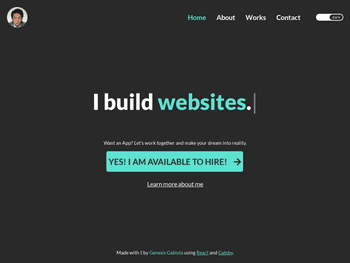 Home About Works Contact
I build websites.
Want an App? Let's work together and make your dream into reality.
YES! I AM AVAILABLE TO HIRE!
Learn more about me
Made with by Genesis Gabiola using React and Gatsby.